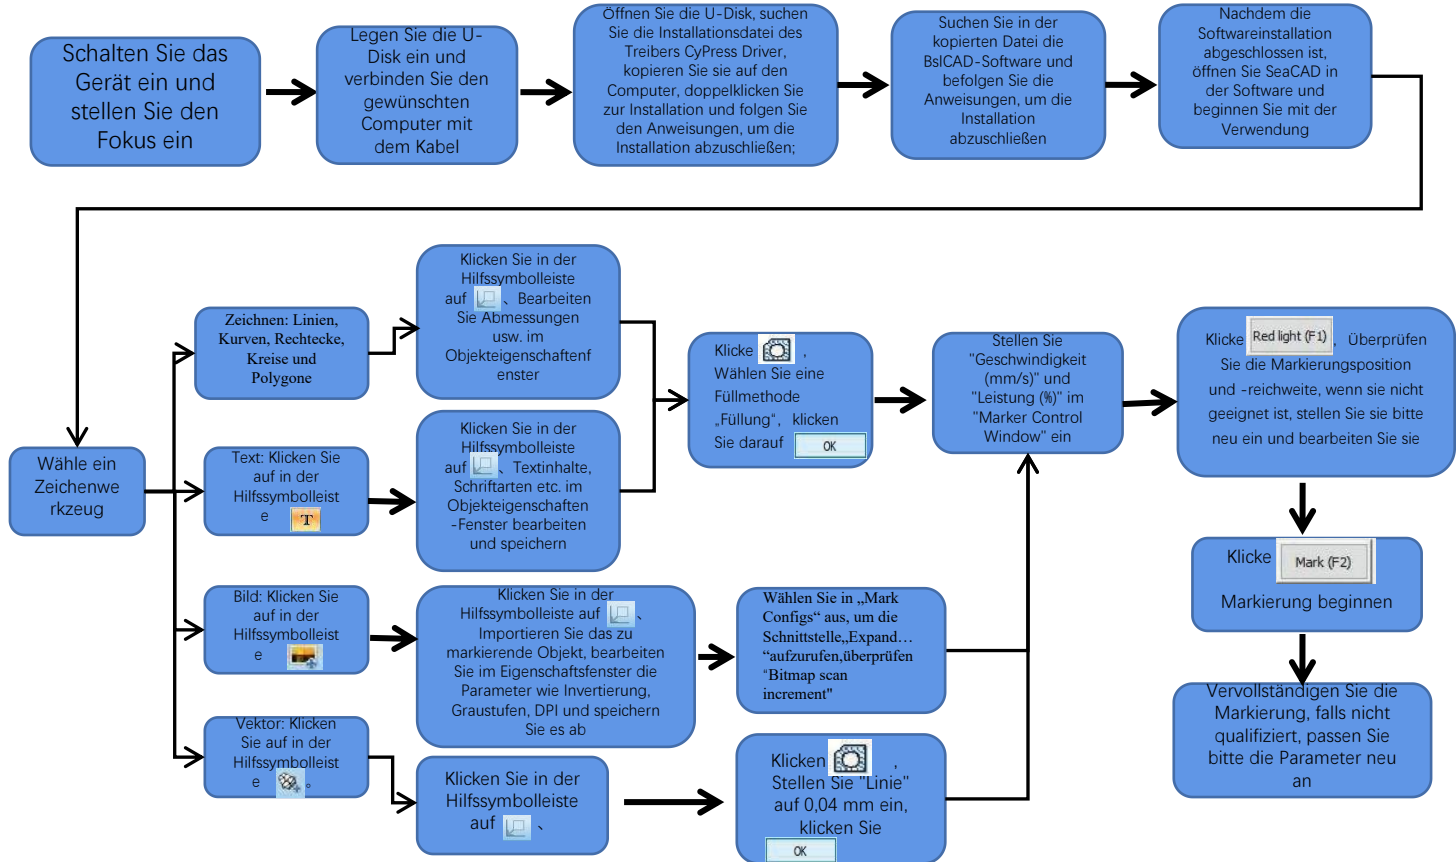 Schalten Sie das
Gerät ein und
stellen Sie den
Fokus ein
Legen Sie die U-
Disk ein und
verbinden Sie den
gewünschten
Computer mit
dem Kabel
Öffnen Sie die U-Disk, suchen
Sie die Installationsdatei des
Treibers CyPress Driver,
kopieren Sie sie auf den
Computer, doppelklicken Sie
zur Installation und folgen Sie
den Anweisungen, um die
Installation abzuschließen;
Suchen Sie in der
kopierten Datei die
BslCAD-Software und
befolgen Sie die
Anweisungen, um die
Installation
abzuschließen
Nachdem die
Softwareinstallation
abgeschlossen ist,
öffnen Sie SeaCAD in
der Software und
beginnen Sie mit der
Verwendung
Wähle ein
Zeichenwe
rkzeug
Zeichnen: Linien,
Kurven, Rechtecke,
Kreise und
Polygone
Klicken Sie in der
Hilfssymbolleiste
auf 、Bearbeiten
Sie Abmessungen
usw. im
Objekteigenschaftenf
enster
Text: Klicken Sie
auf in der
Hilfssymbolleist
e T
Klicken Sie in der
Hilfssymbolleiste
auf 、Textinhalte,
Schriftarten etc. im
Objekteigenschaften
-Fenster bearbeiten
und speichern
Klicke ,
Wählen Sie eine
Füllmethode
„Füllung“, klicken
Sie darauf OK
Bild: Klicken Sie
auf in der
Hilfssymbolleist
e
Klicken Sie in der
Hilfssymbolleiste auf 、
Importieren Sie das zu
markierende Objekt, bearbeiten
Sie im Eigenschaftsfenster die
Parameter wie Invertierung,
Graustufen, DPI und speichern
Sie es ab
Wählen Sie in „Mark
Configs“ aus, um die
Schnittstelle„Expand…
“aufzurufen,überprüfen
"Bitmap scan
increment"
Vektor: Klicken
Sie auf in der
Hilfssymbolleist
e 。
Klicken Sie in der
Hilfssymbolleiste
auf 、
Klicken ,
Stellen Sie "Linie"
auf 0,04 mm ein,
klicken Sie
OK
Stellen Sie
"Geschwindigkeit
(mm/s)" und
"Leistung (%)" im
"Marker Control
Window" ein
Klicke Red light (F1), Überprüfen
Sie die Markierungsposition
und -reichweite, wenn sie nicht
geeignet ist, stellen Sie sie bitte
neu ein und bearbeiten Sie sie
Klicke Mark (F2)
Markierung beginnen
Vervollständigen Sie die
Markierung, falls nicht
qualifiziert, passen Sie
bitte die Parameter neu
an